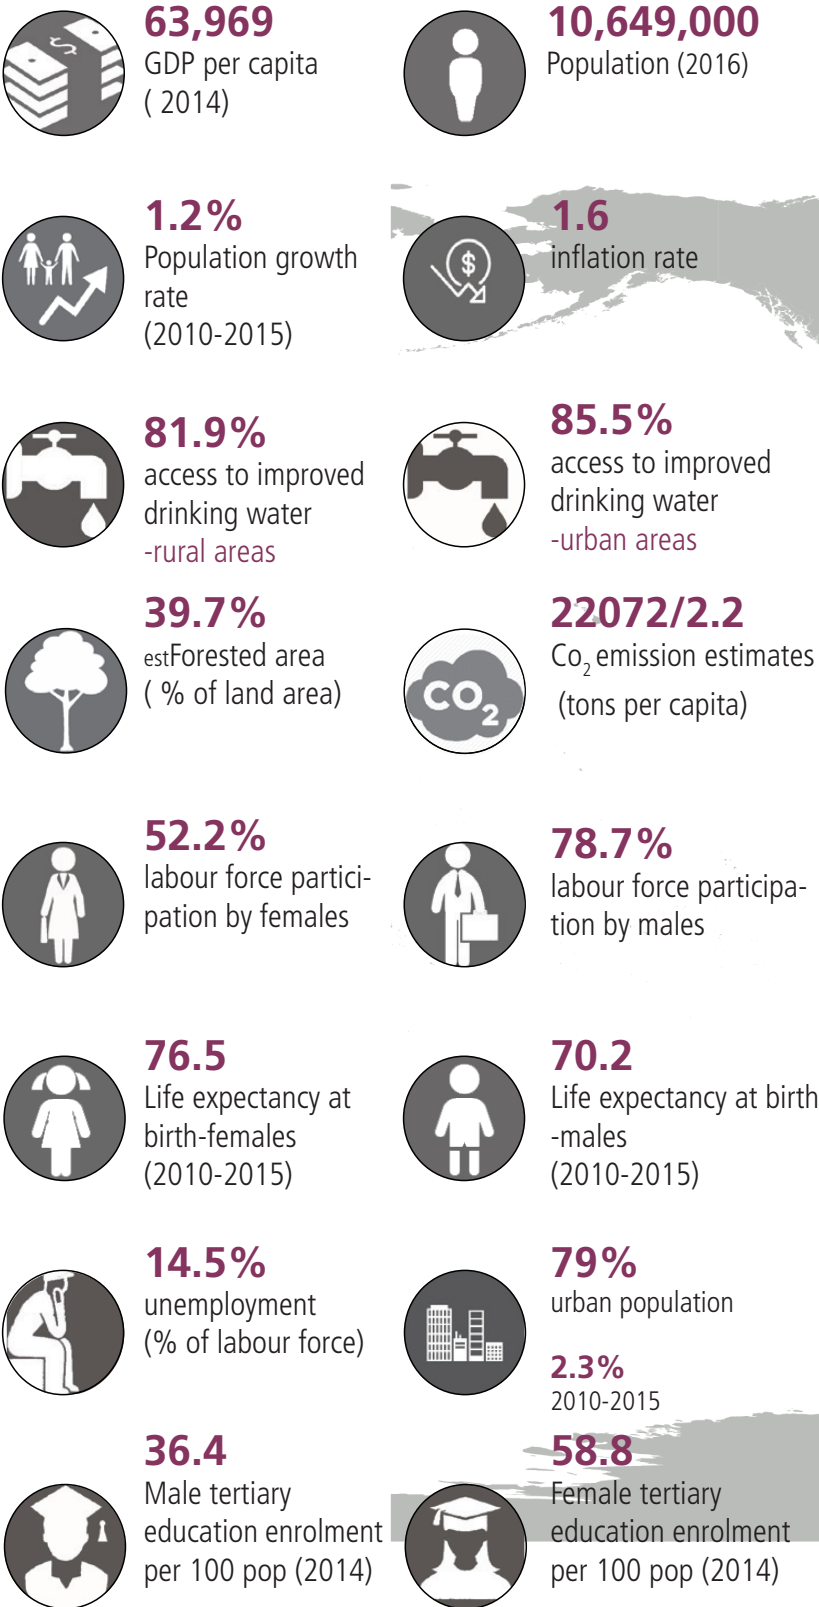 63,969
GDP per capita
( 2014)
10,649,000
Population (2016)
1.2%
Population growth
rate
(2010-2015)
$
1.6
inflation rate
81.9%
access to improved
drinking water
-rural areas
85.5%
access to improved
drinking water
-urban areas
39.7%
estForested area
( % of land area)
CO2
22072/2.2
Co2 emission estimates
(tons per capita)
52.2%
labour force partici-
pation by females
78.7%
labour force participa-
tion by males
76.5
Life expectancy at
birth-females
(2010-2015)
70.2
Life expectancy at birth
-males
(2010-2015)
14.5%
unemployment
(% of labour force)
79%
urban population
2.3%
2010-2015
36.4
Male tertiary
education enrolment
per 100 pop (2014)
58.8
Female tertiary
education enrolment
per 100 pop (2014)